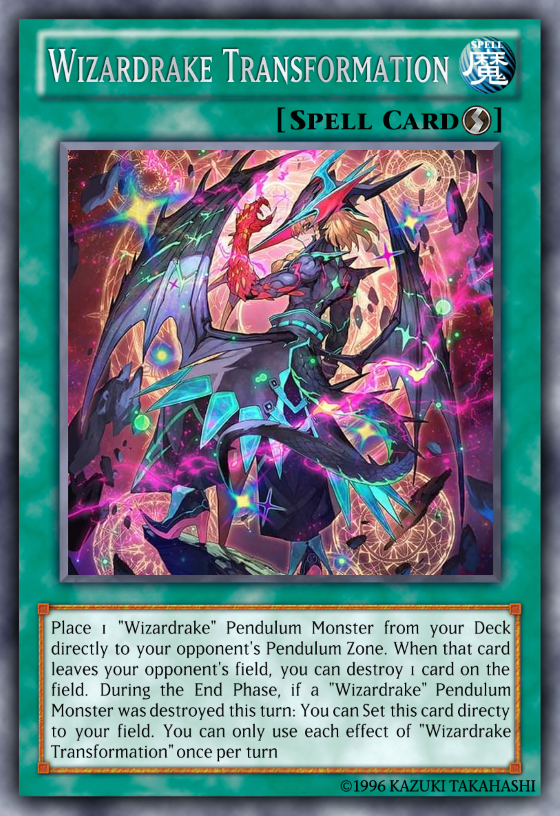 WIZARDRAKE TRANSFORMATION
SPELL
魔
[SPELL CARD]
Place 1 "Wizardrake" Pendulum Monster from your Deck
directly to your opponent's Pendulum Zone. When that card
leaves your opponent's field, you can destroy 1 card on the
field. During the End Phase, if a "Wizardrake" Pendulum
Monster was destroyed this turn: You can Set this card directy
to your field. You can only use each effect of "Wizardrake
Transformation" once per turn
©1996 KAZUKI TAKAHASHI